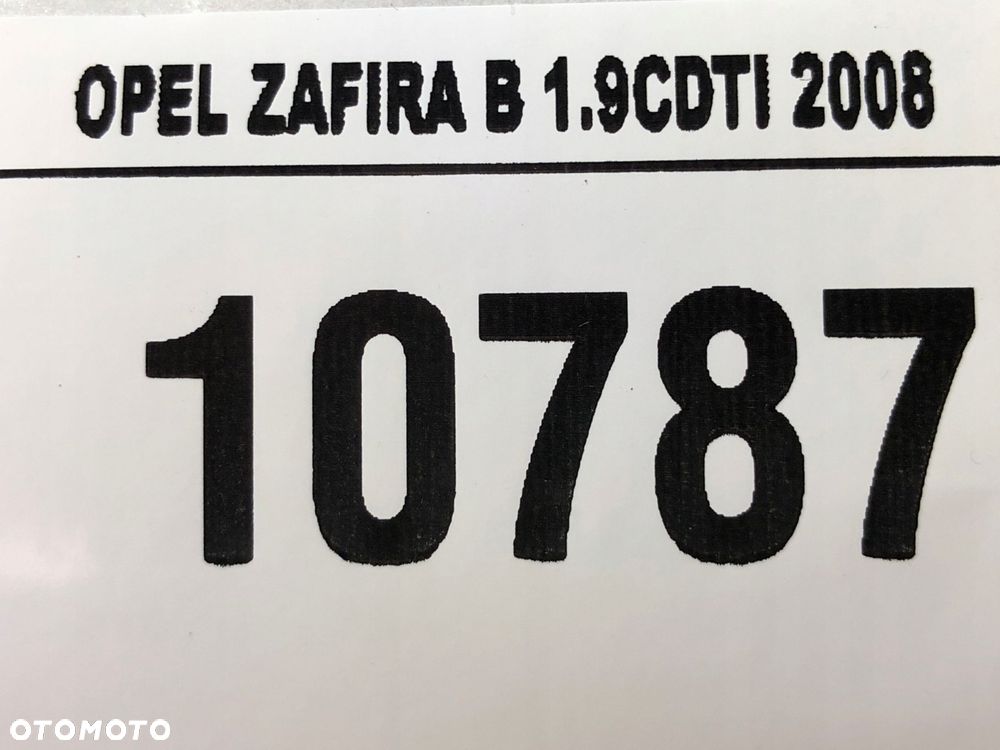 OPEL ZAFIRA B 1.9CDTI 2008
10787
OTOMOTO